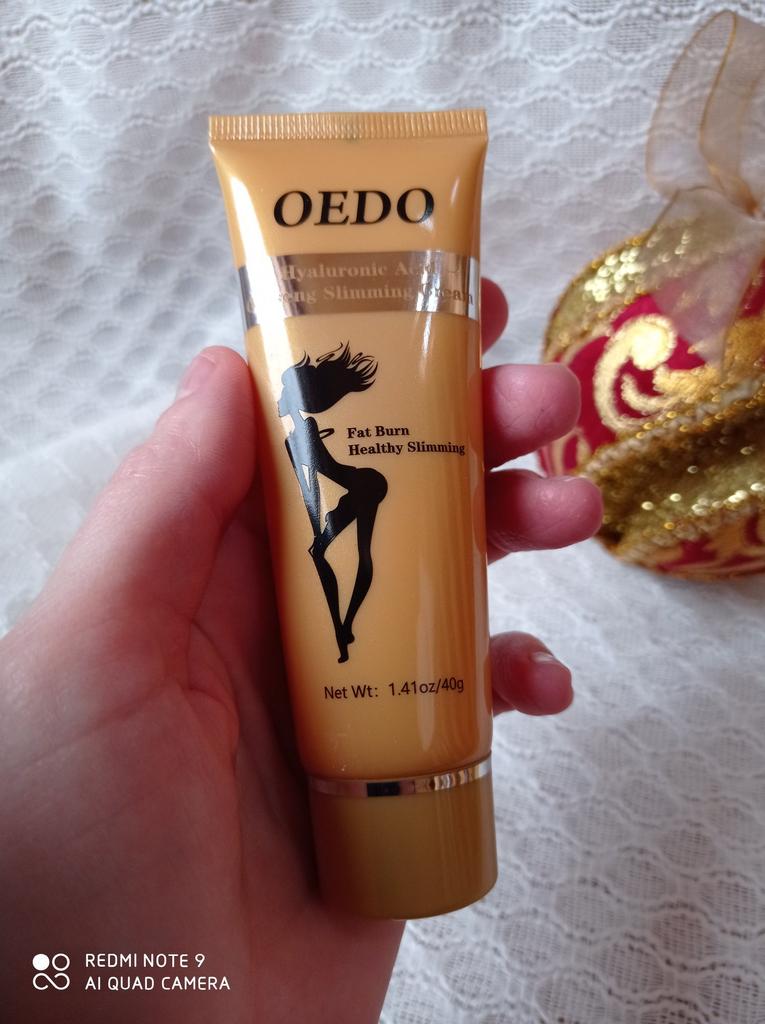 OEDO
Hyaluronic Acid
Slimming Cream
Fat Burn
Healthy Slimming
Net Wt: 1.41oz/40g
REDMI NOTE 9
AI QUAD CAMERA